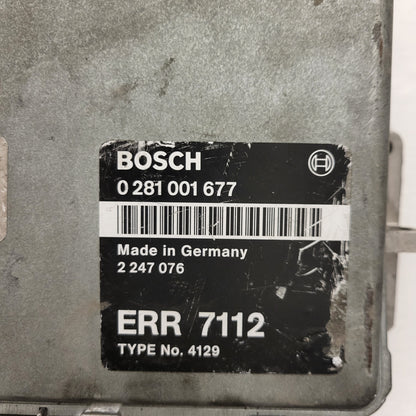 BOSCH
0 281 001 677
Made in Germany
2 247 076
ERR 7112
TYPE No. 4129